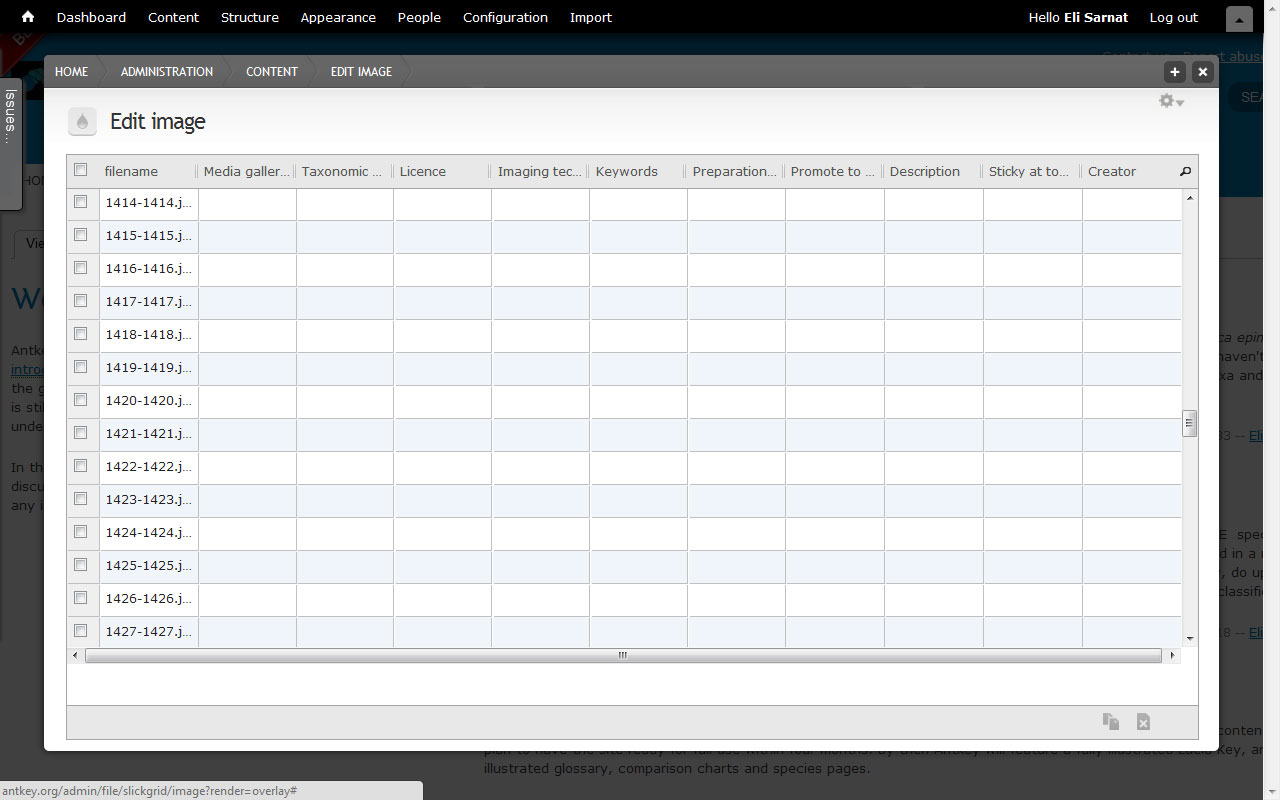 Dashboard Content Structure Appearance People Configuration Import Hello Eli Sarnat Log out
HOME ADMINISTRATION CONTENT EDIT IMAGE
Issues...
Edit image
filename Media galler... Taxonomic ... Licence Imaging tec... Keywords Preparation... Promote to ... Description Sticky at to... Creator
1414-1414.j...
1415-1415.j...
1416-1416.j...
1417-1417.j...
1418-1418.j...
1419-1419.j...
1420-1420.j...
1421-1421.j...
1422-1422.j...
1423-1423.j...
1424-1424.j...
1425-1425.j...
1426-1426.j...
1427-1427.j...
illustrated glossary, comparison charts and species pages.
antkey.org/admin/file/slickgrid/image?render=overlay#